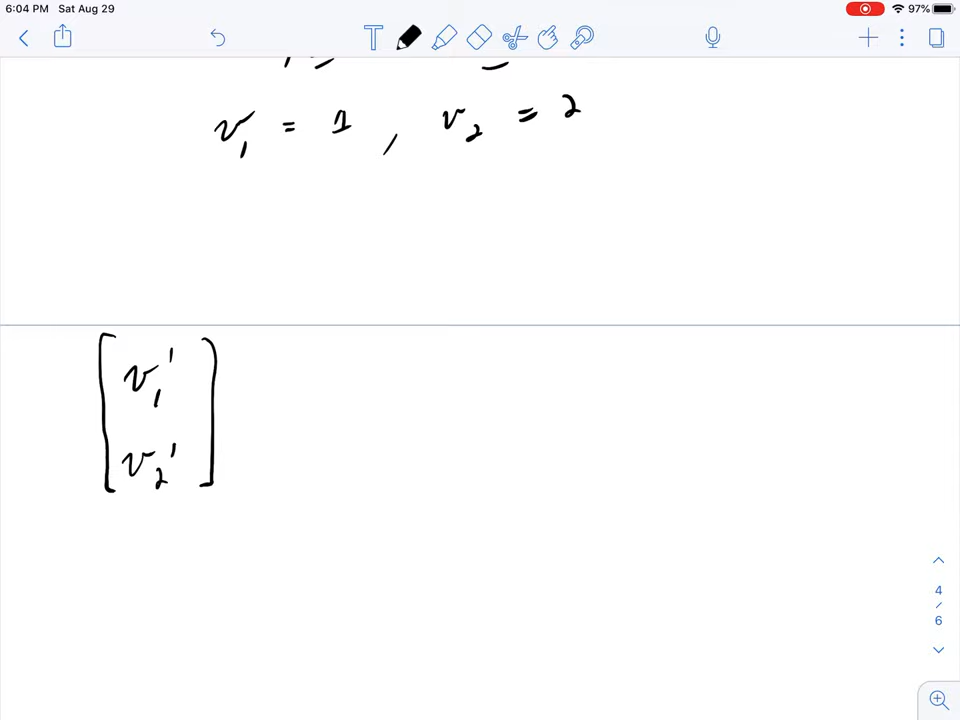 6:04 PM Sat Aug 29
97%
v₁ = 1 , v₂ = 2
v₁'
v₂'
4
/
6